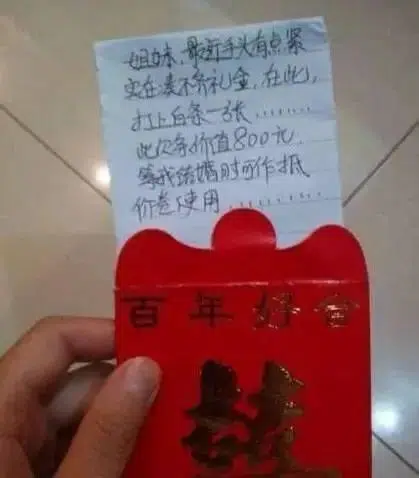 姐妹,最近手头有点紧
实在凑不齐礼金,在此,
打上白条一张........
此欠条价值800元,
等我结婚时可作抵
价卷使用..........
百年好合
囍